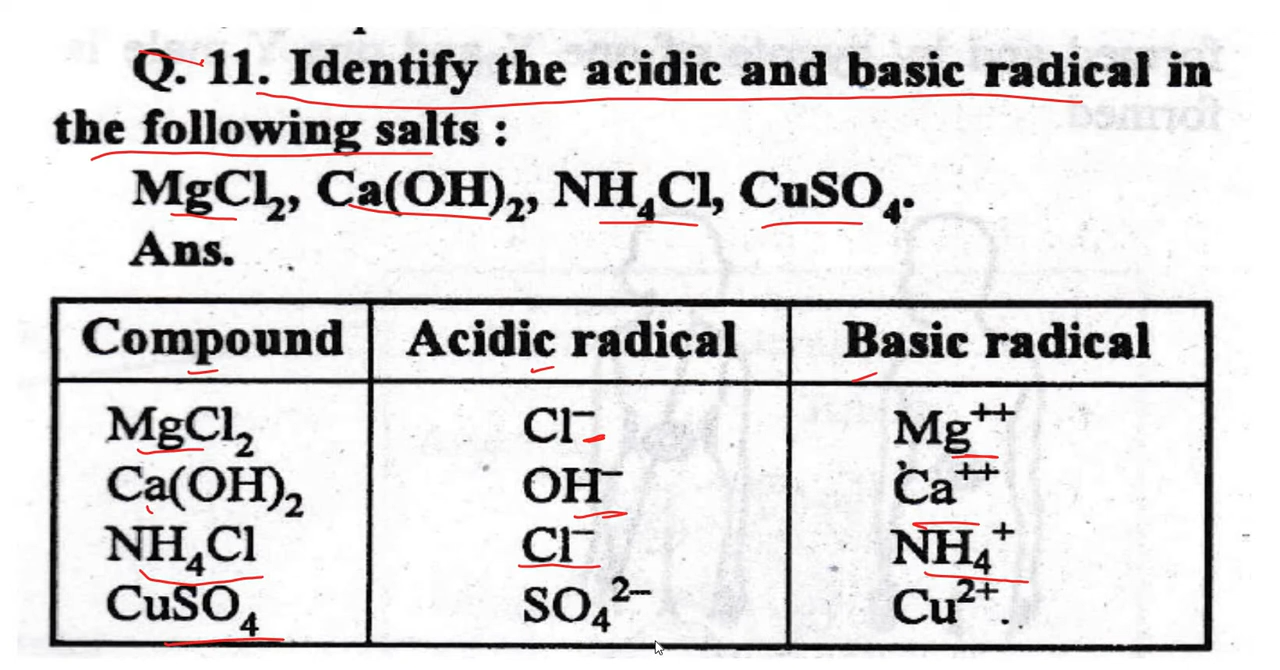 Q. 11. Identify the acidic and basic radical in
the following salts :
MgCl₂, Ca(OH)₂, NH₄Cl, CuSO₄.
Ans.
Compound Acidic radical Basic radical
MgCl₂ Cl⁻ Mg⁺⁺
Ca(OH)₂ OH⁻ Ca⁺⁺
NH₄Cl Cl⁻ NH₄⁺
CuSO₄ SO₄²⁻ Cu²⁺.